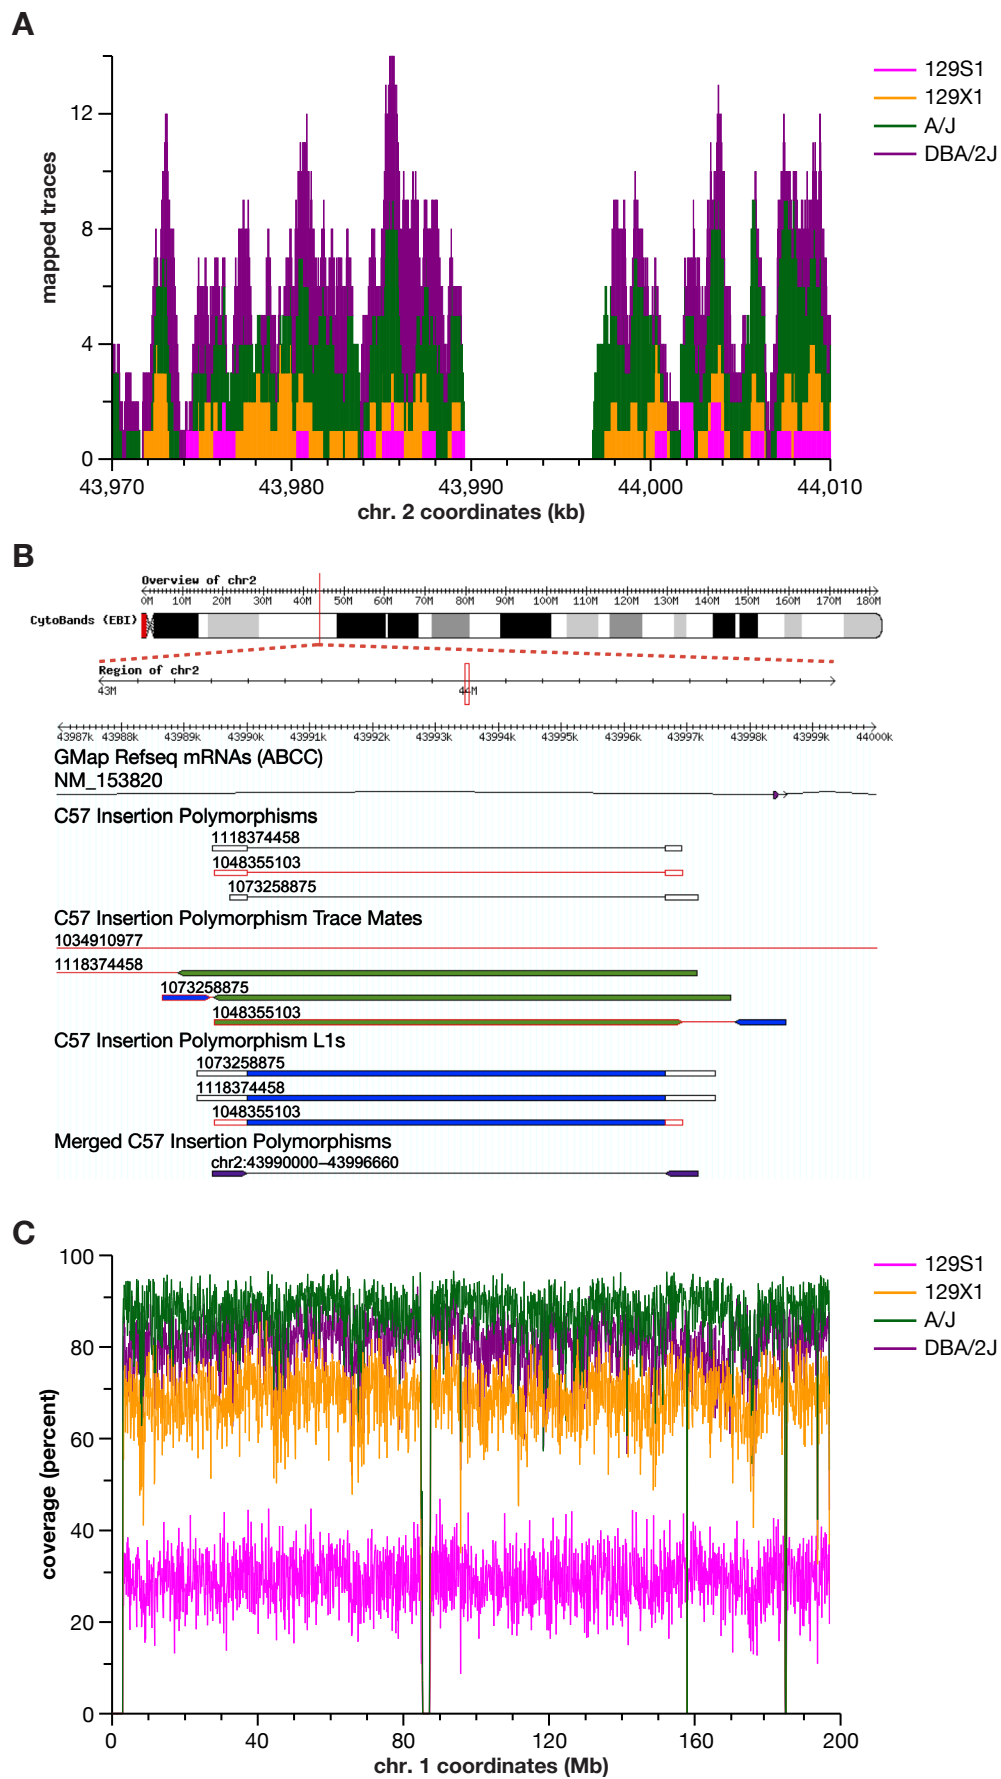 A
129S1
129X1
A/J
DBA/2J
mapped traces
12
8
4
0
43,970 43,980 43,990 44,000 44,010
chr. 2 coordinates (kb)
B
Overview of chr2
0M 10M 20M 30M 40M 50M 60M 70M 80M 90M 100M 110M 120M 130M 140M 150M 160M 170M 180M
CytoBands (EBI)
Region of chr2
43M 44M
43987k 43988k 43989k 43990k 43991k 43992k 43993k 43994k 43995k 43996k 43997k 43998k 43999k 44000k
GMap Refseq mRNAs (ABCC)
NM_153820
C57 Insertion Polymorphisms
1118374458
1048355103
1073258875
C57 Insertion Polymorphism Trace Mates
1034910977
1118374458
1073258875
1048355103
C57 Insertion Polymorphism L1s
1073258875
1118374458
1048355103
Merged C57 Insertion Polymorphisms
chr2:43990000–43996660
C
129S1
129X1
A/J
DBA/2J
coverage (percent)
100
80
60
40
20
0
0 40 80 120 160 200
chr. 1 coordinates (Mb)